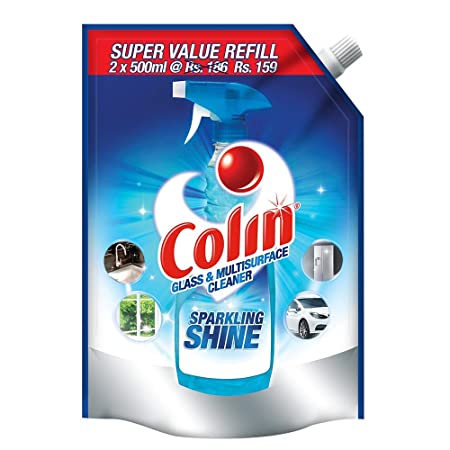 SUPER VALUE REFILL
2 x 500ml @ Rs. 186 Rs. 159
Colin®
GLASS & MULTISURFACE
CLEANER
SPARKLING
SHINE